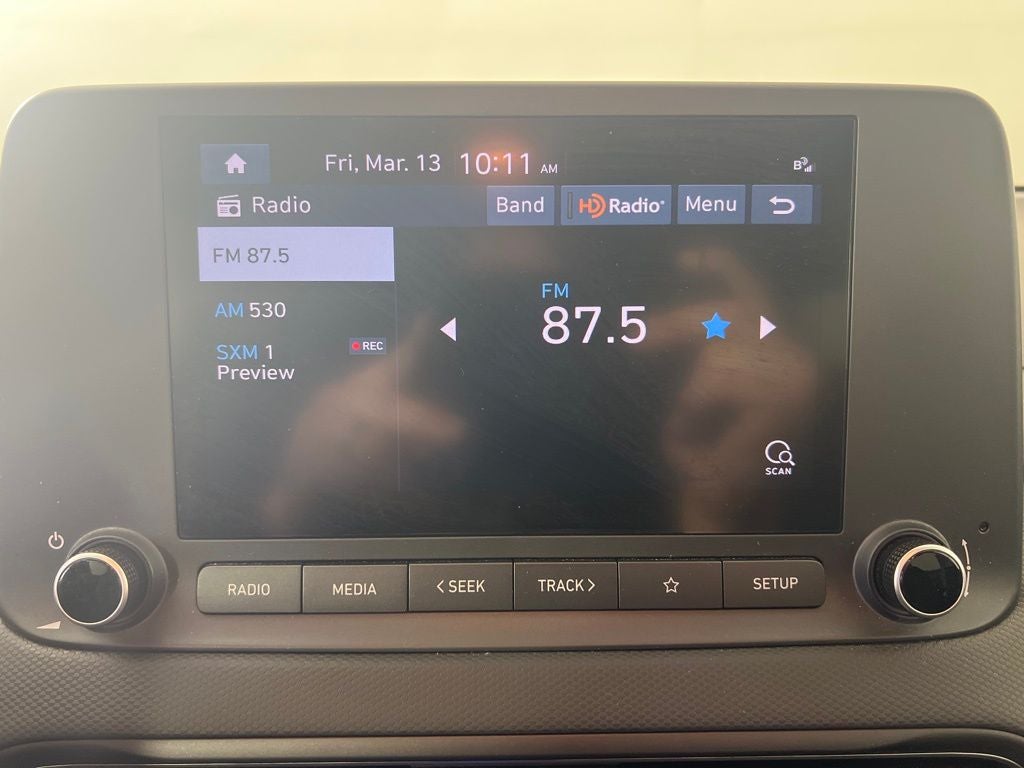 Fri, Mar. 13 10:11 AM
B
Radio Band HD Radio Menu
FM 87.5
AM 530
SXM 1
REC
Preview
FM
87.5
SCAN
RADIO MEDIA <SEEK TRACK> SETUP